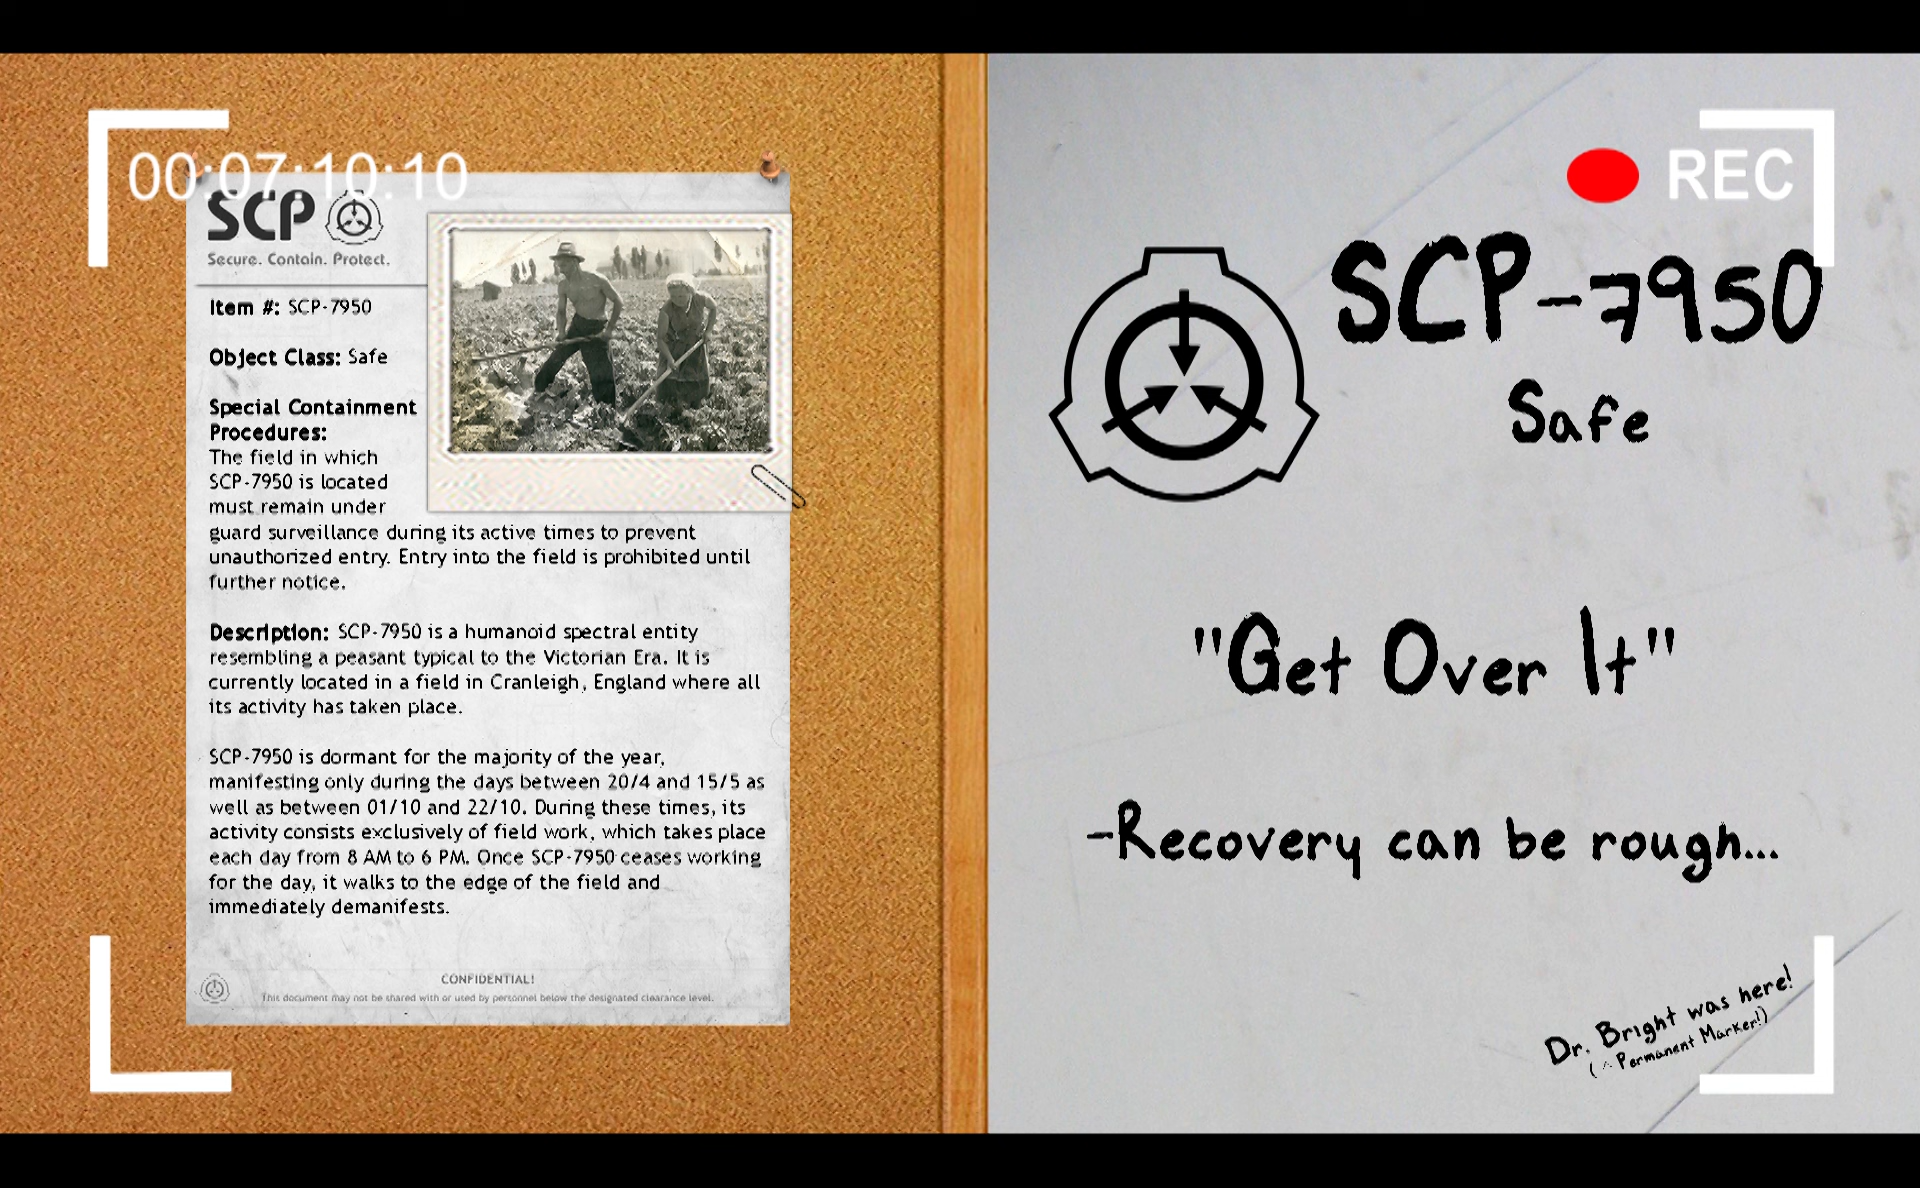 00:07:10:10
SCP
Secure. Contain. Protect.
Item #: SCP-7950
Object Class: Safe
Special Containment
Procedures:
The field in which
SCP-7950 is located
must remain under
guard surveillance during its active times to prevent
unauthorized entry. Entry into the field is prohibited until
further notice.
Description: SCP-7950 is a humanoid spectral entity
resembling a peasant typical to the Victorian Era. It is
currently located in a field in Cranleigh, England where all
its activity has taken place.
SCP-7950 is dormant for the majority of the year,
manifesting only during the days between 20/4 and 15/5 as
well as between 01/10 and 22/10. During these times, its
activity consists exclusively of field work, which takes place
each day from 8 AM to 6 PM. Once SCP-7950 ceases working
for the day, it walks to the edge of the field and
immediately demanifests.
CONFIDENTIAL!
This document may not be shared with or used by personnel below the designated clearance level.
REC
SCP-7950
Safe
"Get Over It"
-Recovery can be rough...
Dr. Bright was here!
(^ Permanent Marker!)